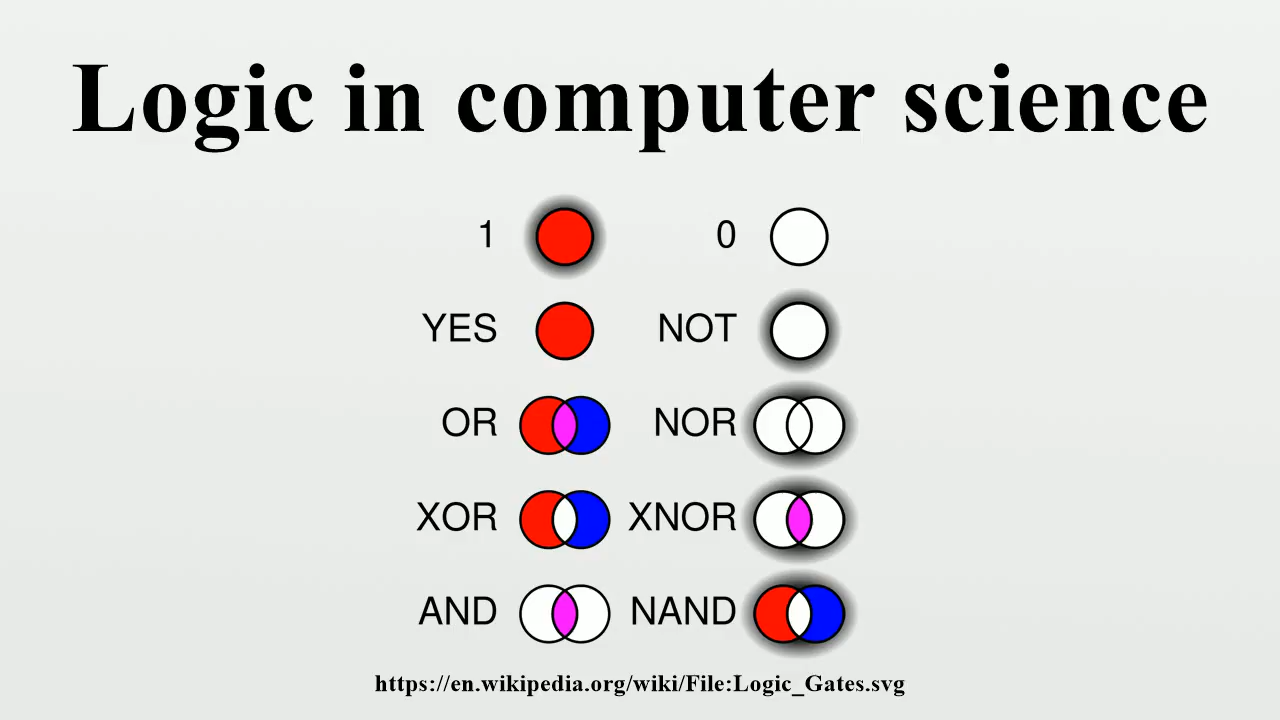 Logic in computer science
1 0
YES NOT
OR NOR
XOR XNOR
AND NAND
https://en.wikipedia.org/wiki/File:Logic_Gates.svg